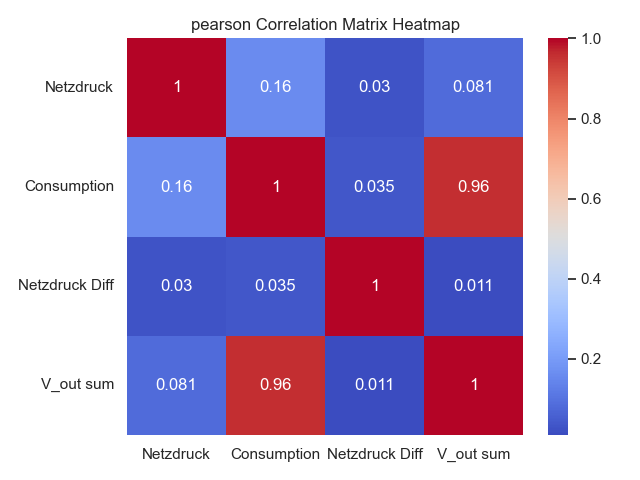 pearson Correlation Matrix Heatmap
Netzdruck 1 0.16 0.03 0.081
Consumption 0.16 1 0.035 0.96
Netzdruck Diff 0.03 0.035 1 0.011
V_out sum 0.081 0.96 0.011 1
Netzdruck Consumption Netzdruck Diff V_out sum
1.0
0.8
0.6
0.4
0.2